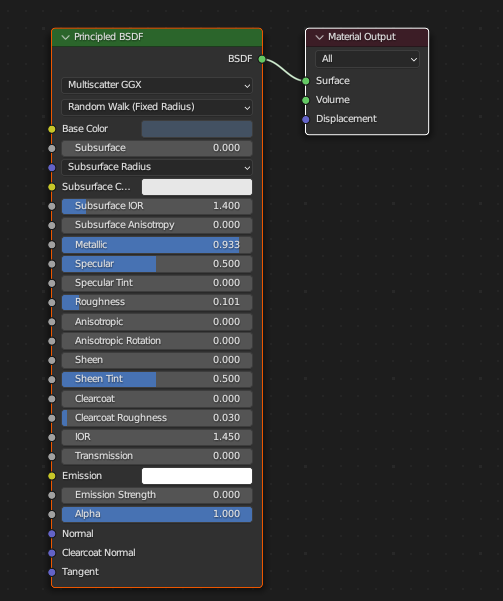 Principled BSDF
BSDF
Multiscatter GGX
Random Walk (Fixed Radius)
Base Color
Subsurface 0.000
Subsurface Radius
Subsurface C...
Subsurface IOR 1.400
Subsurface Anisotropy 0.000
Metallic 0.933
Specular 0.500
Specular Tint 0.000
Roughness 0.101
Anisotropic 0.000
Anisotropic Rotation 0.000
Sheen 0.000
Sheen Tint 0.500
Clearcoat 0.000
Clearcoat Roughness 0.030
IOR 1.450
Transmission 0.000
Emission
Emission Strength 0.000
Alpha 1.000
Normal
Clearcoat Normal
Tangent
Material Output
All
Surface
Volume
Displacement